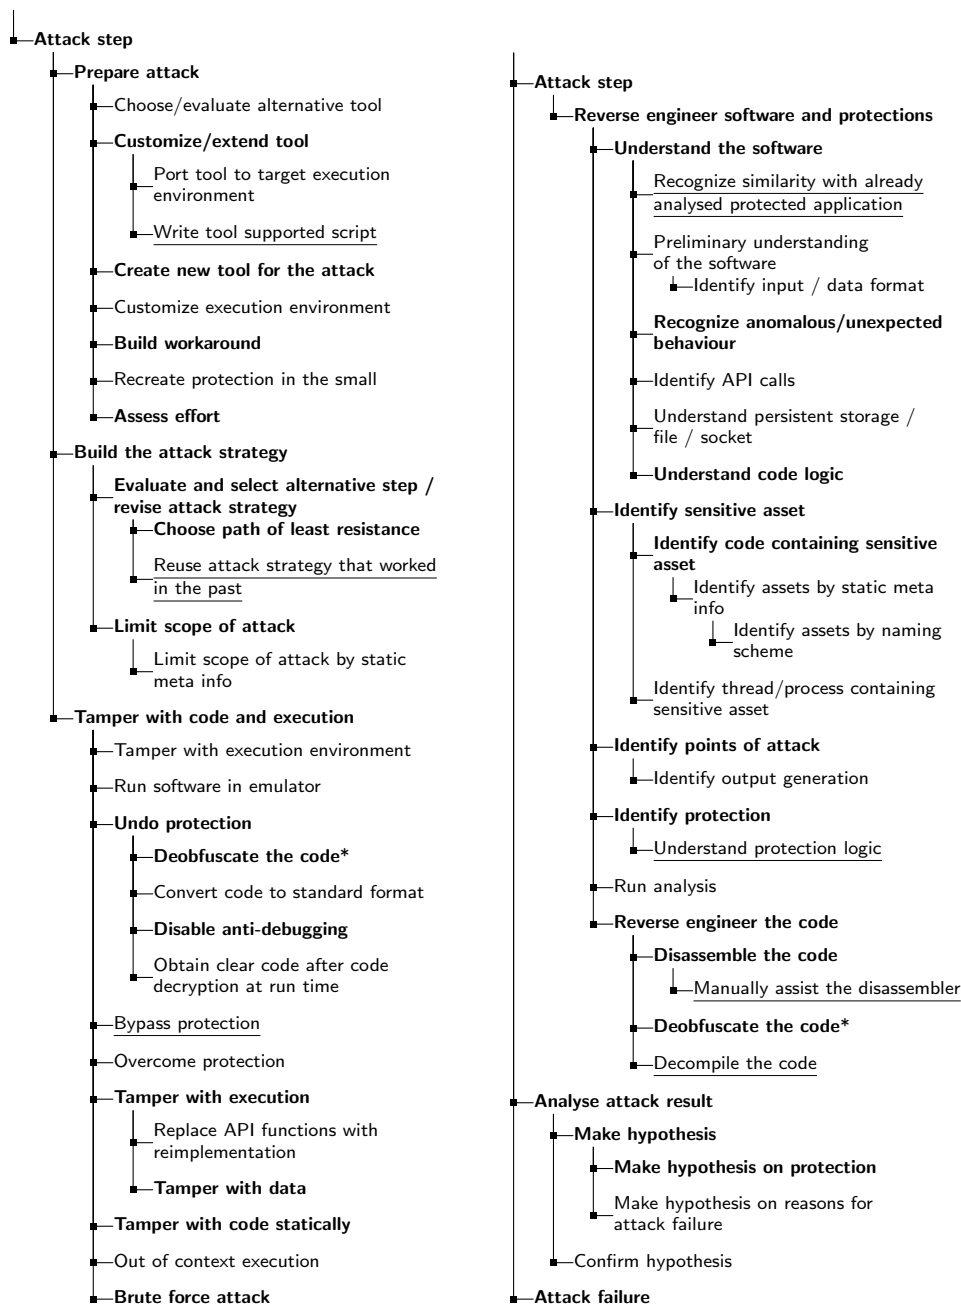 Attack step
Prepare attack
Choose/evaluate alternative tool
Customize/extend tool
Port tool to target execution
environment
Write tool supported script
Create new tool for the attack
Customize execution environment
Build workaround
Recreate protection in the small
Assess effort
Build the attack strategy
Evaluate and select alternative step /
revise attack strategy
Choose path of least resistance
Reuse attack strategy that worked
in the past
Limit scope of attack
Limit scope of attack by static
meta info
Tamper with code and execution
Tamper with execution environment
Run software in emulator
Undo protection
Deobfuscate the code*
Convert code to standard format
Disable anti-debugging
Obtain clear code after code
decryption at run time
Bypass protection
Overcome protection
Tamper with execution
Replace API functions with
reimplementation
Tamper with data
Tamper with code statically
Out of context execution
Brute force attack
Attack step
Reverse engineer software and protections
Understand the software
Recognize similarity with already
analysed protected application
Preliminary understanding
of the software
Identify input / data format
Recognize anomalous/unexpected
behaviour
Identify API calls
Understand persistent storage /
file / socket
Understand code logic
Identify sensitive asset
Identify code containing sensitive
asset
Identify assets by static meta
info
Identify assets by naming
scheme
Identify thread/process containing
sensitive asset
Identify points of attack
Identify output generation
Identify protection
Understand protection logic
Run analysis
Reverse engineer the code
Disassemble the code
Manually assist the disassembler
Deobfuscate the code*
Decompile the code
Analyse attack result
Make hypothesis
Make hypothesis on protection
Make hypothesis on reasons for
attack failure
Confirm hypothesis
Attack failure